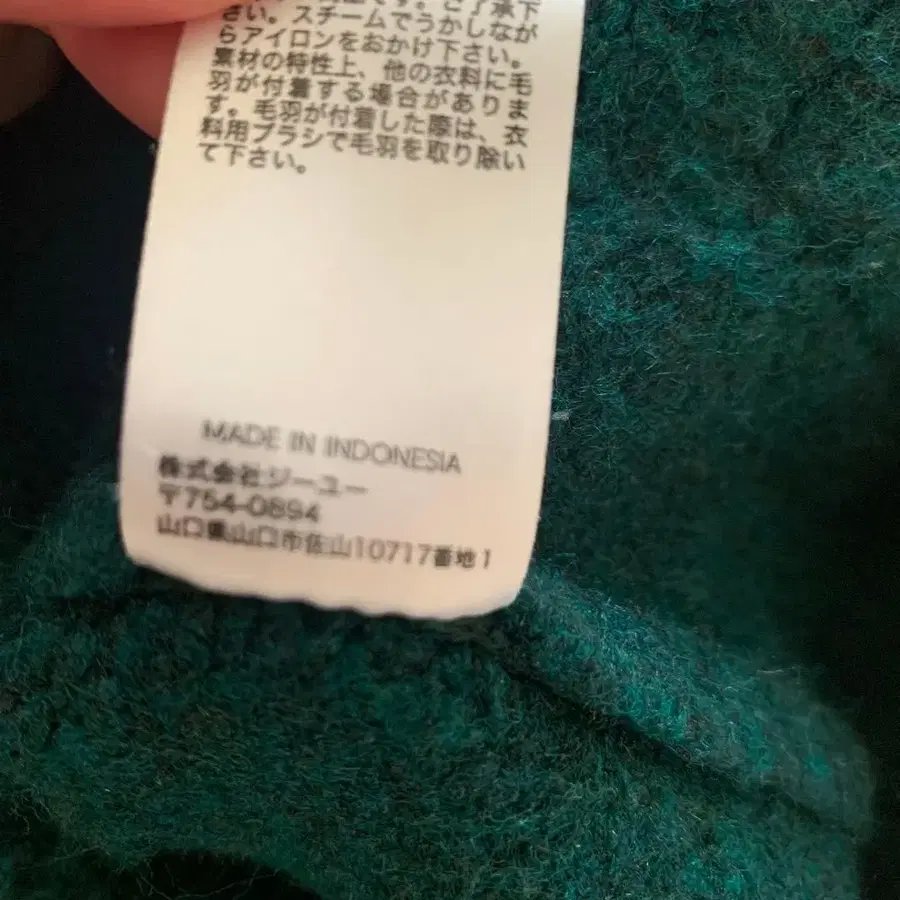 す。ご了承下
さい。スチームでうかしなが
らアイロンをおかけ下さい。
素材の特性上、他の衣料に毛
羽が付着する場合がありま
す。毛羽が付着した際は、衣
料用ブラシで毛羽を取り除い
て下さい。
MADE IN INDONESIA
株式会社ジーユー
〒754-0894
山口県山口市佐山10717番地1